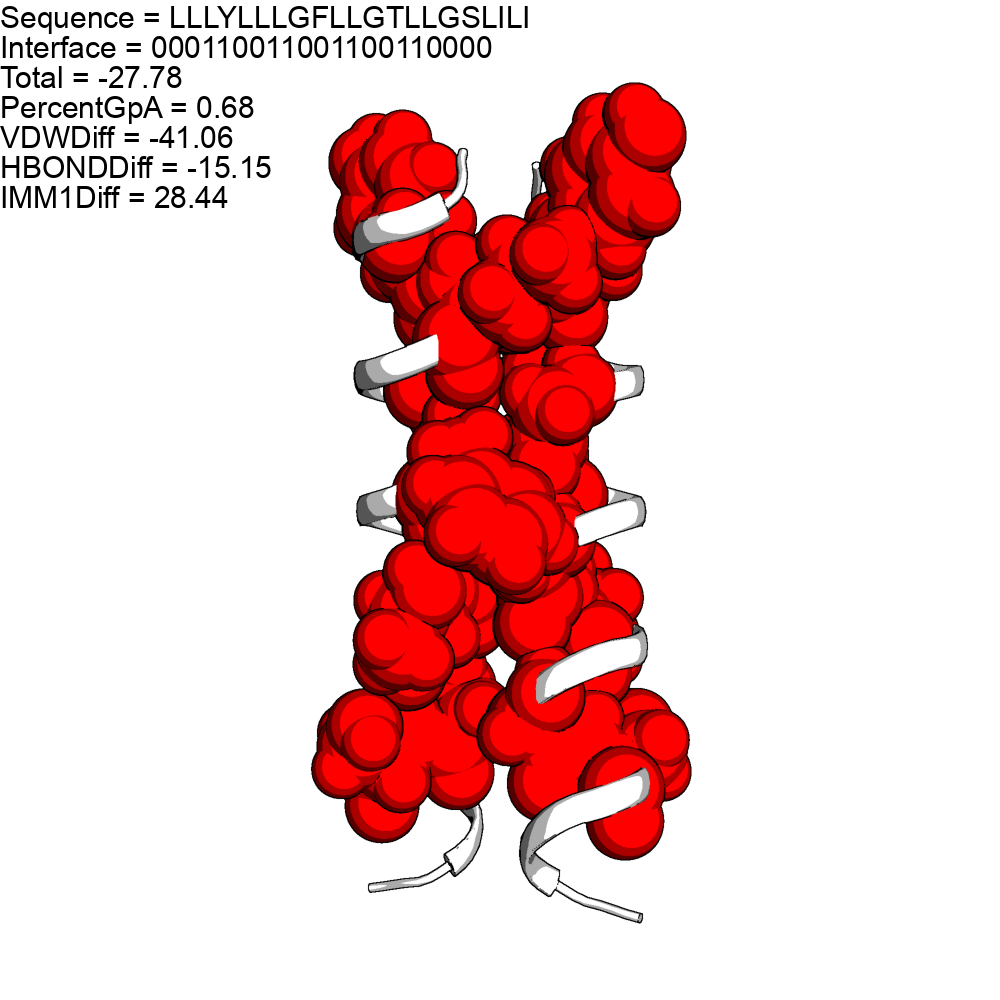 Sequence = LLLYLLLGFLLGTLLGSLILI
Interface = 000110011001100110000
Total = -27.78
PercentGpA = 0.68
VDWDiff = -41.06
HBONDDiff = -15.15
IMM1Diff = 28.44